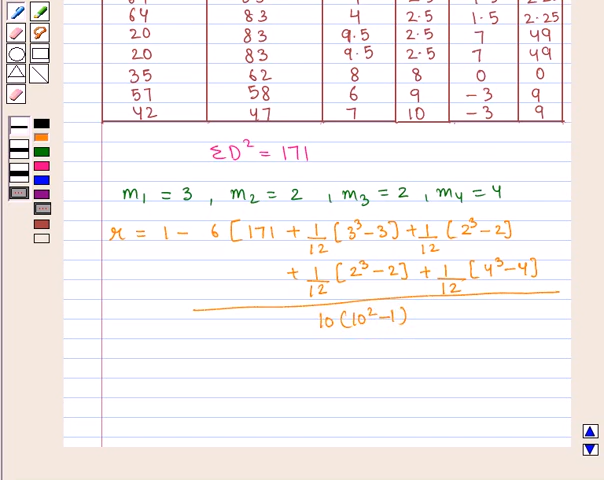 64 83 4 2.5 1.5 2.25
20 83 9.5 2.5 7 49
20 83 9.5 2.5 7 49
35 62 8 8 0 0
57 58 6 9 -3 9
42 47 7 10 -3 9
ΣD² = 171
m₁ = 3 , m₂ = 2 , m₃ = 2 , m₄ = 4
r = 1 - 6 [171 + 1/12 [3³-3] + 1/12 [2³-2]
+ 1/12 [2³-2] + 1/12 [4³-4]
10 (10²-1)